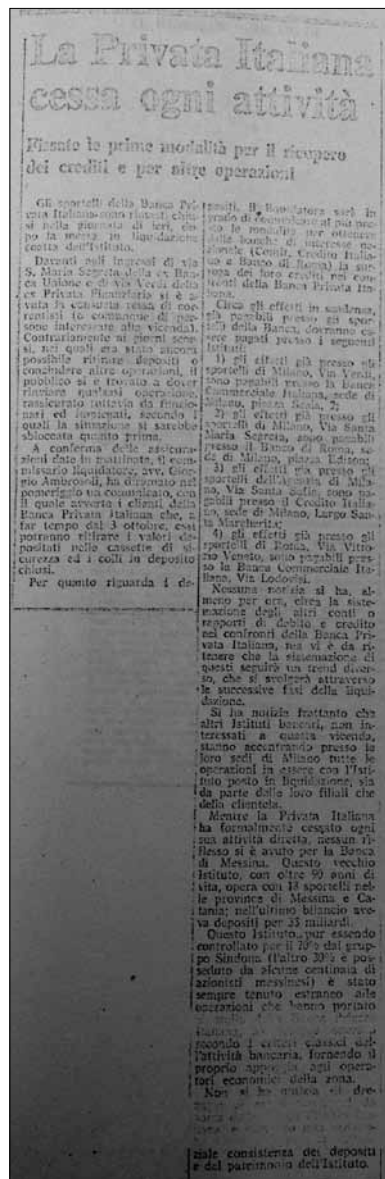 La Privata Italiana
cessa ogni attività
Fissate le prime modalità per il ricupero
dei crediti e per altre operazioni
Gli sportelli della Banca Pri-
vata Italiana sono rimasti chiu-
si nella giornata di ieri, do-
po la messa in liquidazione
coatta dell'Istituto.
Davanti agli ingressi di via
S. Maria Segreta della ex Ban-
ca Unione e di via Verdi della
ex Privata Finanziaria si è a-
vuta la consueta ressa di cor-
rentisti (o comunque di per-
sone interessate alla vicenda).
Contrariamente ai giorni scor-
si, nei quali era stato ancora
possibile ritirare depositi o
concludere altre operazioni, il
pubblico si è trovato a dover
rinviare qualsiasi operazione,
rassicurato tuttavia da funzio-
nari ed impiegati, secondo i
quali la situazione si sarebbe
sbloccata quanto prima.
A conferma delle assicura-
zioni date in mattinata, il com-
missario liquidatore, avv. Gior-
gio Ambrosoli, ha diramato nel
pomeriggio un comunicato, con
il quale avverte i clienti della
Banca Privata Italiana che, a
far tempo dal 3 ottobre, essi
potranno ritirare i valori de-
positati nelle cassette di si-
curezza ed i colli in deposito
chiusi.
Per quanto riguarda i de-
positi, il liquidatore sarà in
grado di comunicare al più pre-
sto le modalità per ottenere
dalle banche di interesse na-
zionale (Comit, Credito Italia-
no e Banco di Roma) la
dei loro crediti nei con-
fronti della Banca Privata Ita-
liana.
Circa gli effetti in scadenza,
già pagabili presso gli spor-
telli della Banca, dovranno es-
sere pagati presso i seguenti
Istituti:
1) gli effetti già presso gli
sportelli di Milano, Via Verdi,
sono pagabili presso la Banca
Commerciale Italiana, sede di
Milano, piazza Scala, 7;
2) gli effetti già presso gli
sportelli di Milano, Via Santa
Maria Segreta, sono pagabili
presso il Banco di Roma, se-
de di Milano, piazza Edison;
3) gli effetti già presso gli
sportelli dell'Agenzia di Mila-
no, Via Santa Sofia, sono pa-
gabili presso il Credito Italia-
no, sede di Milano, Largo San-
ta Margherita;
4) gli effetti già presso gli
sportelli di Roma, Via Vitto-
rio Veneto, sono pagabili pres-
so la Banca Commerciale Ita-
liana, Via Lodovisi.
Nessuna notizia si ha, al-
meno per ora, circa la siste-
mazione degli altri conti o
rapporti di debito e credito
nei confronti della Banca Pri-
vata Italiana, ma vi è da ri-
tenere che la sistemazione di
questi seguirà un trend diver-
so, che si svolgerà attraverso
le successive fasi della liqui-
dazione.
Si ha notizia frattanto che
altri Istituti bancari, non in-
teressati a questa vicenda,
stanno accentrando presso le
loro sedi di Milano tutte le
operazioni in essere con l'Isti-
tuto posto in liquidazione, sia
da parte delle loro filiali che
della clientela.
Mentre la Privata Italiana
ha formalmente cessato ogni
sua attività diretta, nessun ri-
flesso si è avuto per la Banca
di Messina. Questo vecchio
Istituto, con oltre 90 anni di
vita, opera con 18 sportelli nel-
le province di Messina e Ca-
tania; nell'ultimo bilancio ave-
va depositi per 55 miliardi.
Questo Istituto, pur essendo
controllato per il 70% dal grup-
po Sindona (l'altro 30% è pos-
seduto da alcune centinaia di
azionisti messinesi) è stato
sempre tenuto estraneo alle
operazioni che hanno portato
secondo i criteri classici del-
l'attività bancaria, fornendo il
proprio appoggio agli opera-
tori economici della zona.
Non si ha notizia di
ziale consistenza dei depositi
e del patrimonio dell'Istituto.